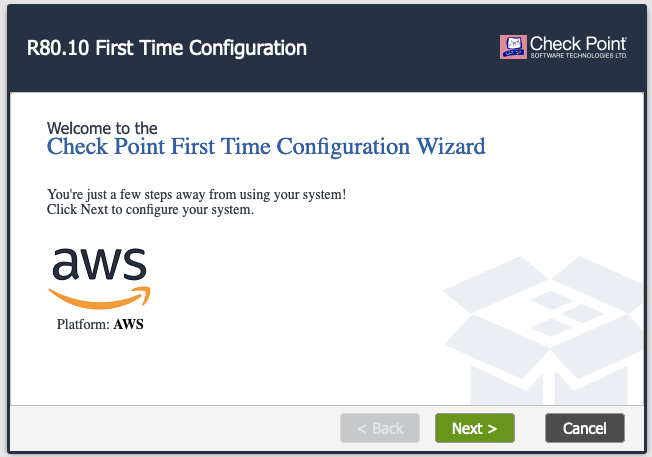 R80.10 First Time Configuration
Check Point
SOFTWARE TECHNOLOGIES LTD.
Welcome to the
Check Point First Time Configuration Wizard
You're just a few steps away from using your system!
Click Next to configure your system.
aws
Platform: AWS
< Back
Next >
Cancel